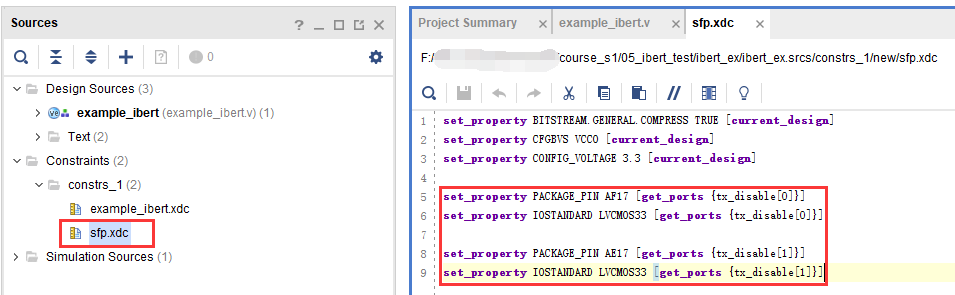 Sources
0
Design Sources (3)
example_ibert (example_ibert.v) (1)
Text (2)
Constraints (2)
constrs_1 (2)
example_ibert.xdc
sfp.xdc
Simulation Sources (1)
Project Summary
example_ibert.v
sfp.xdc
F:/ /course_s1/05_ibert_test/ibert_ex/ibert_ex.srcs/constrs_1/new/sfp.xdc
1 set_property BITSTREAM.GENERAL.COMPRESS TRUE [current_design]
2 set_property CFGBVS VCCO [current_design]
3 set_property CONFIG_VOLTAGE 3.3 [current_design]
4
5 set_property PACKAGE_PIN AF17 [get_ports {tx_disable[0]}]
6 set_property IOSTANDARD LVCMOS33 [get_ports {tx_disable[0]}]
7
8 set_property PACKAGE_PIN AE17 [get_ports {tx_disable[1]}]
9 set_property IOSTANDARD LVCMOS33 [get_ports {tx_disable[1]}]